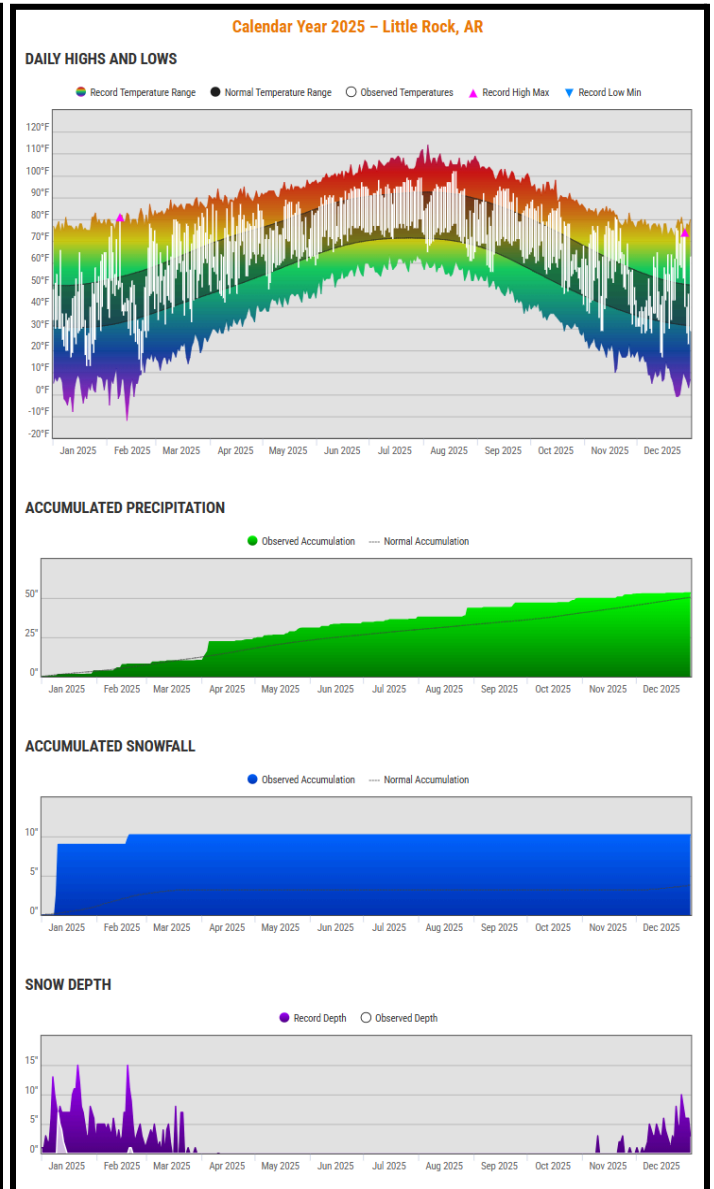 Calendar Year 2025 – Little Rock, AR
DAILY HIGHS AND LOWS
Record Temperature Range Normal Temperature Range Observed Temperatures Record High Max Record Low Min
120°F
110°F
100°F
90°F
80°F
70°F
60°F
50°F
40°F
30°F
20°F
10°F
0°F
-10°F
-20°F
Jan 2025 Feb 2025 Mar 2025 Apr 2025 May 2025 Jun 2025 Jul 2025 Aug 2025 Sep 2025 Oct 2025 Nov 2025 Dec 2025
ACCUMULATED PRECIPITATION
Observed Accumulation Normal Accumulation
50"
25"
0"
Jan 2025 Feb 2025 Mar 2025 Apr 2025 May 2025 Jun 2025 Jul 2025 Aug 2025 Sep 2025 Oct 2025 Nov 2025 Dec 2025
ACCUMULATED SNOWFALL
Observed Accumulation Normal Accumulation
10"
5"
0"
Jan 2025 Feb 2025 Mar 2025 Apr 2025 May 2025 Jun 2025 Jul 2025 Aug 2025 Sep 2025 Oct 2025 Nov 2025 Dec 2025
SNOW DEPTH
Record Depth Observed Depth
15"
10"
5"
0"
Jan 2025 Feb 2025 Mar 2025 Apr 2025 May 2025 Jun 2025 Jul 2025 Aug 2025 Sep 2025 Oct 2025 Nov 2025 Dec 2025